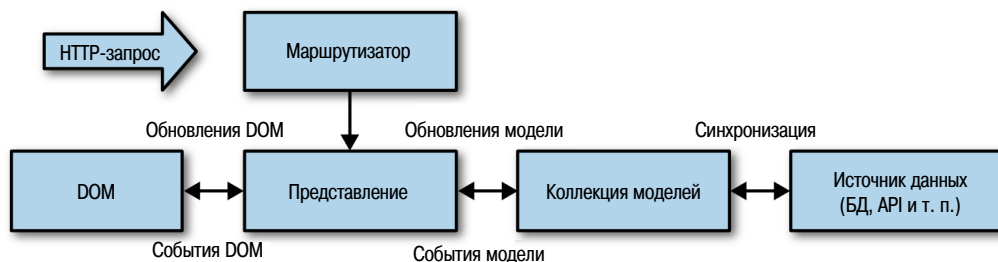 HTTP-запрос
Маршрутизатор
Обновления DOM
Обновления модели
Синхронизация
DOM
Представление
Коллекция моделей
Источник данных
(БД, API и т. п.)
События DOM
События модели